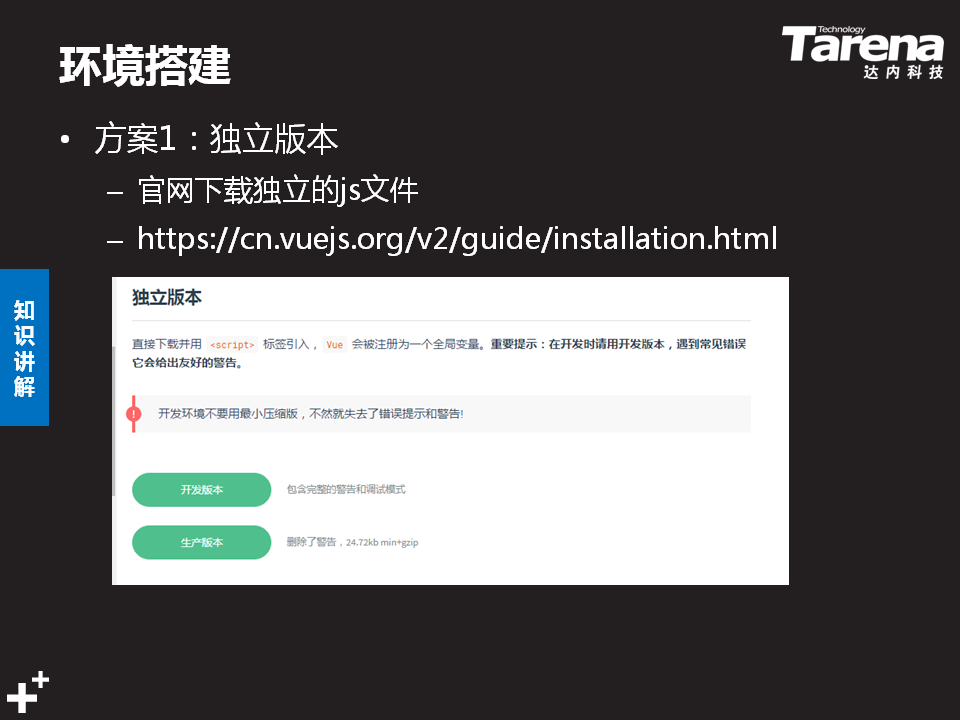 环境搭建
Technology
Tarena
达内科技
• 方案1：独立版本
– 官网下载独立的js文件
– https://cn.vuejs.org/v2/guide/installation.html
知识讲解
独立版本
直接下载并用 <script> 标签引入，Vue 会被注册为一个全局变量。重要提示：在开发时请用开发版本，遇到常见错误
它会给出友好的警告。
! 开发环境不要用最小压缩版，不然就失去了错误提示和警告!
开发版本 包含完整的警告和调试模式
生产版本 删除了警告，24.72kb min+gzip